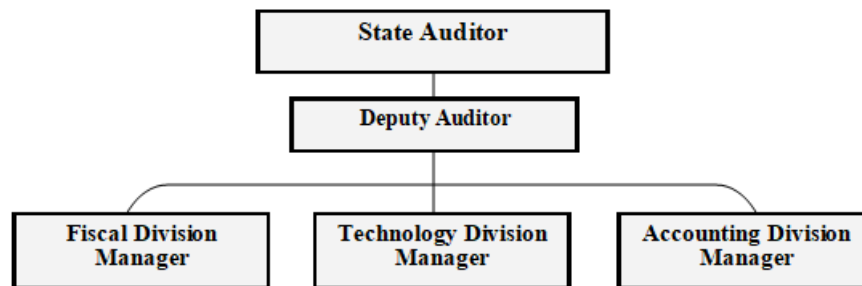 State Auditor
Deputy Auditor
Fiscal Division
Manager
Technology Division
Manager
Accounting Division
Manager